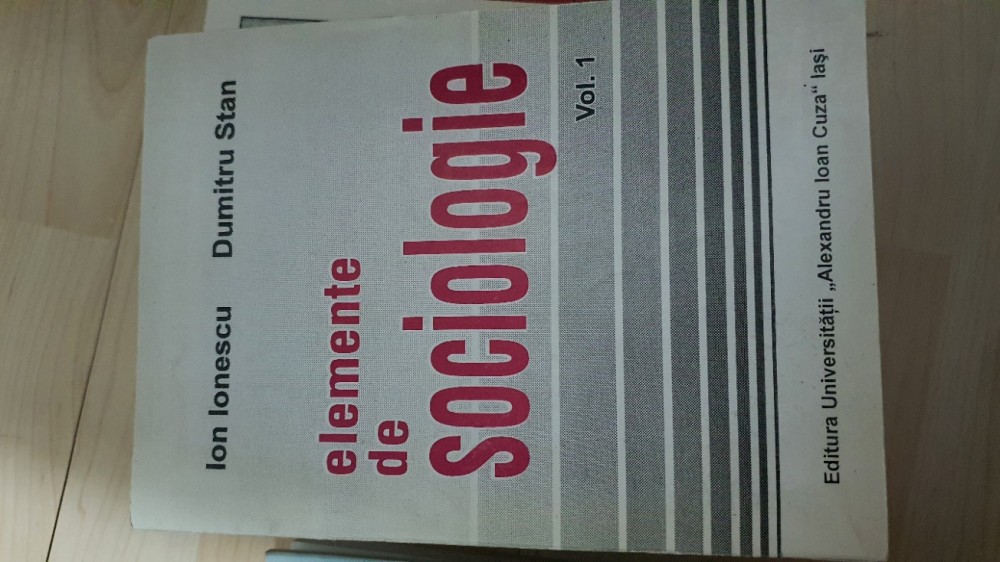 Ion Ionescu Dumitru Stan
elemente
de
sociologie
Vol. 1
Editura Universității „Alexandru Ioan Cuza“ Iași